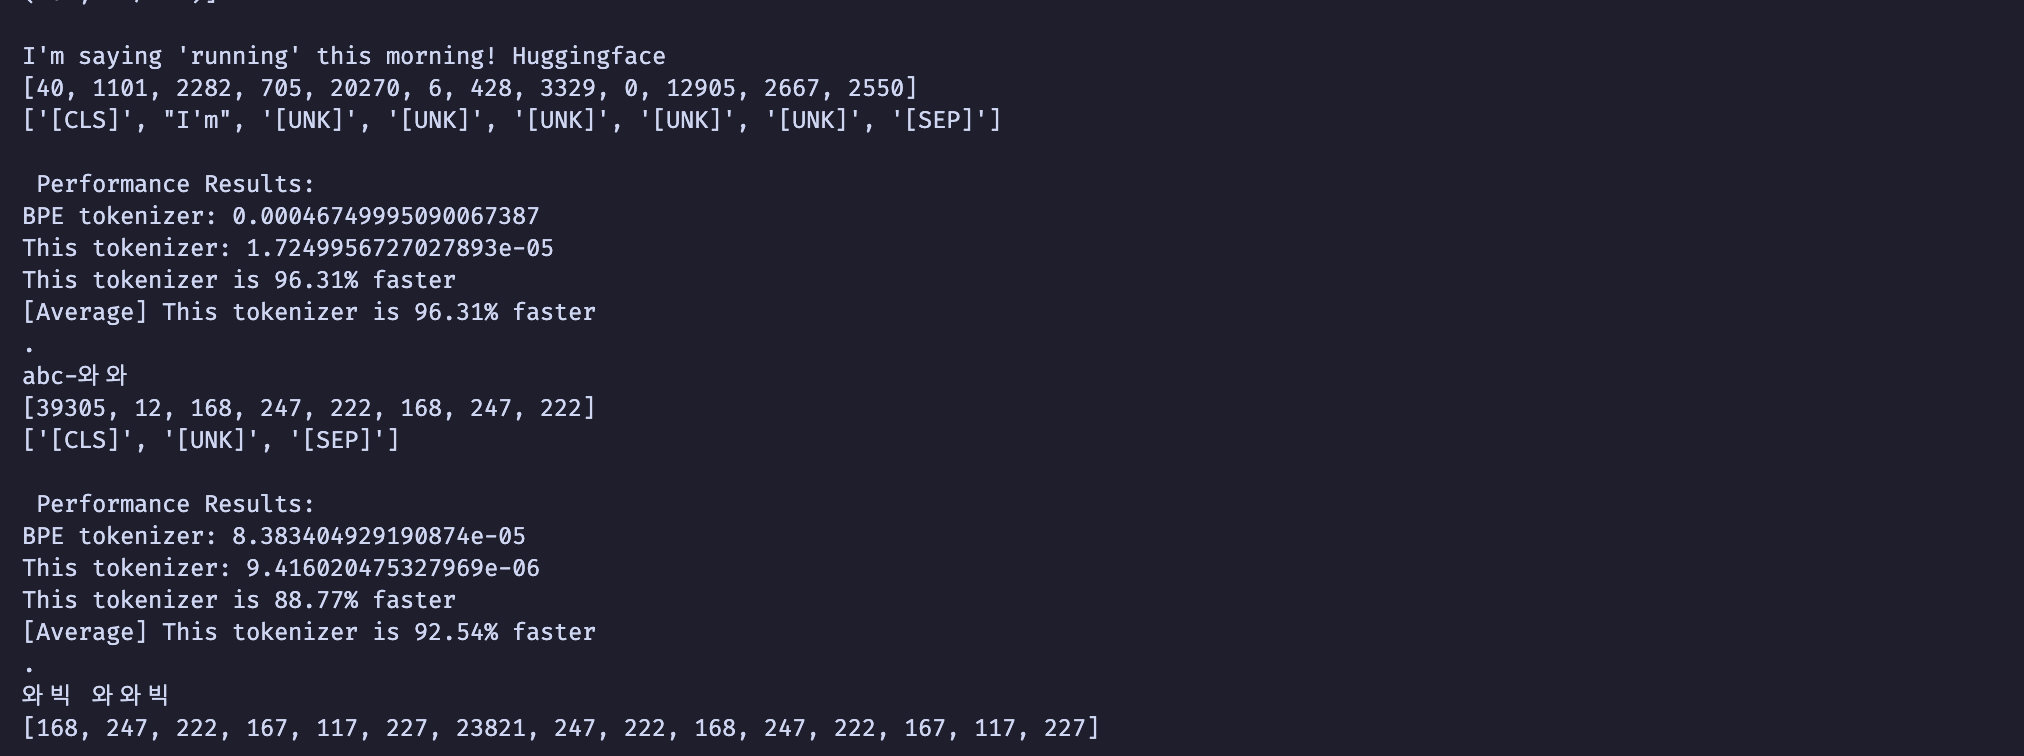 I'm saying 'running' this morning! Huggingface
[40, 1101, 2282, 705, 20270, 6, 428, 3329, 0, 12905, 2667, 2550]
['[CLS]', "I'm", '[UNK]', '[UNK]', '[UNK]', '[UNK]', '[UNK]', '[SEP]']
Performance Results:
BPE tokenizer: 0.00046749995090067387
This tokenizer: 1.7249956727027893e-05
This tokenizer is 96.31% faster
[Average] This tokenizer is 96.31% faster
.
abc-와와
[39305, 12, 168, 247, 222, 168, 247, 222]
['[CLS]', '[UNK]', '[SEP]']
Performance Results:
BPE tokenizer: 8.383404929190874e-05
This tokenizer: 9.416020475327969e-06
This tokenizer is 88.77% faster
[Average] This tokenizer is 92.54% faster
.
와빅 와와빅
[168, 247, 222, 167, 117, 227, 23821, 247, 222, 168, 247, 222, 167, 117, 227]